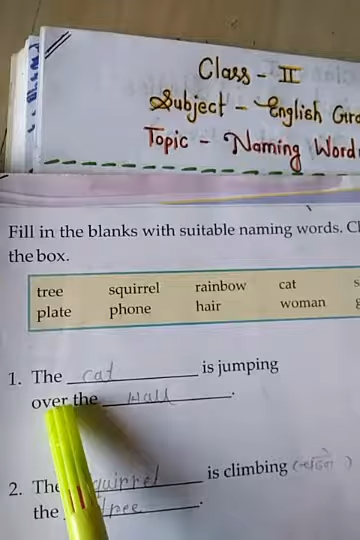 Class - II
Subject - English Gra
Topic - Naming Word
Fill in the blanks with suitable naming words. Cl
the box.
tree squirrel rainbow cat s
plate phone hair woman g
1. The cat is jumping
over the wall.
2. The quirrel is climbing
the tree.